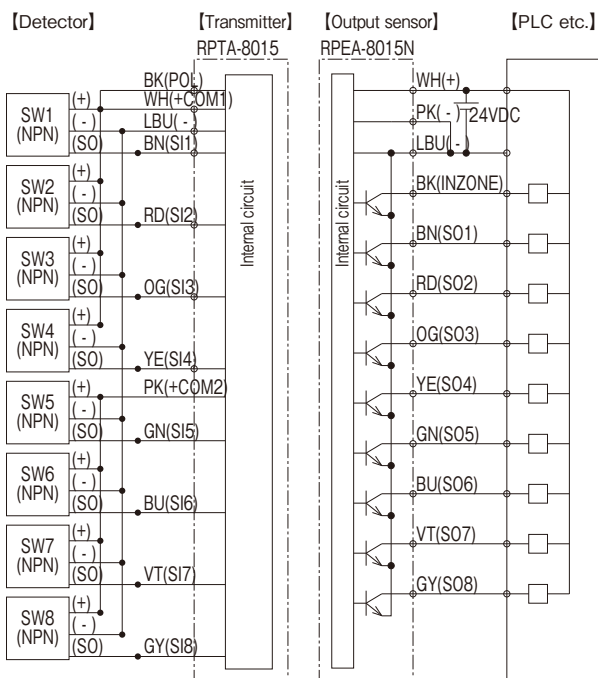 【Detector】 【Transmitter】 【Output sensor】 【PLC etc.】
RPTA-8015 RPEA-8015N
BK(POL)
WH(+COM1)
LBU( - )
BN(SI1)
SW1
(NPN)
(+)
( - )
(SO)
SW2
(NPN)
(+)
( - )
(SO)
RD(SI2)
SW3
(NPN)
(+)
( - )
(SO)
OG(SI3)
SW4
(NPN)
(+)
( - )
(SO)
YE(SI4)
PK(+COM2)
SW5
(NPN)
(+)
( - )
(SO)
GN(SI5)
SW6
(NPN)
(+)
( - )
(SO)
BU(SI6)
SW7
(NPN)
(+)
( - )
(SO)
VT(SI7)
SW8
(NPN)
(+)
( - )
(SO)
GY(SI8)
Internal circuit
Internal circuit
WH(+)
PK( - )
24VDC
LBU( - )
BK(INZONE)
BN(SO1)
RD(SO2)
OG(SO3)
YE(SO4)
GN(SO5)
BU(SO6)
VT(SO7)
GY(SO8)